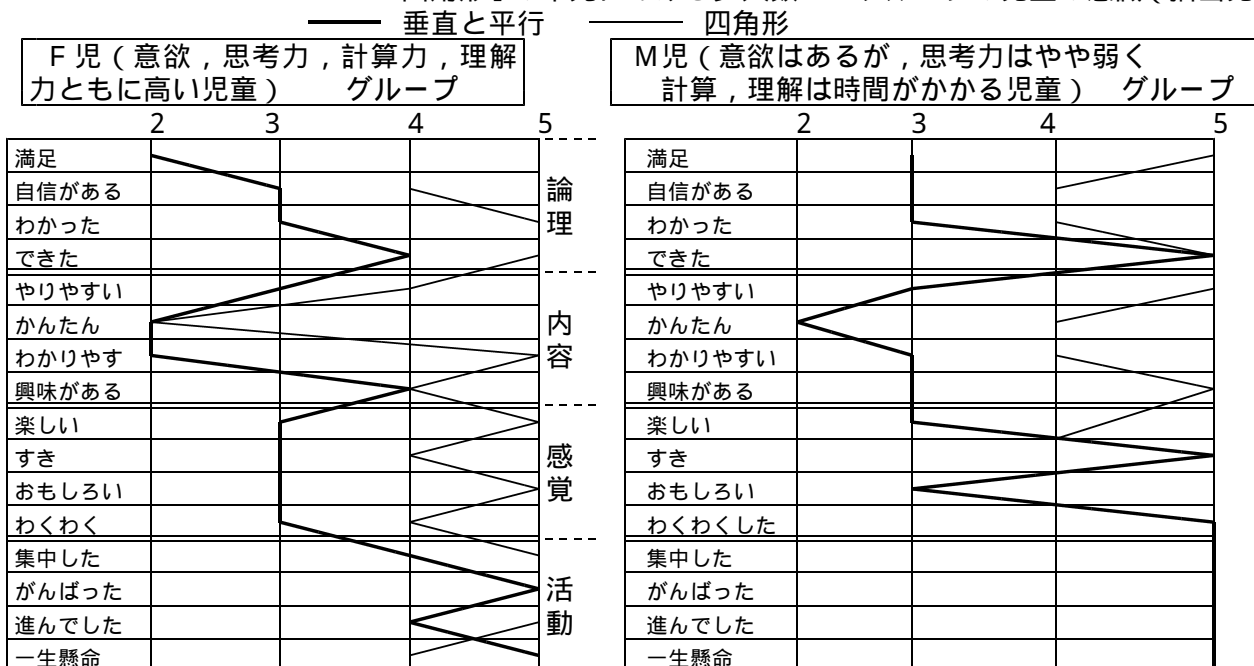 垂直と平行 四角形
F児(意欲,思考力,計算力,理解
力ともに高い児童) グループ
M児(意欲はあるが,思考力はやや弱く
計算,理解は時間がかかる児童) グループ
2 3 4 5
満足
自信がある
わかった
できた
やりやすい
かんたん
わかりやす
興味がある
楽しい
すき
おもしろい
わくわく
集中した
がんばった
進んでした
一生懸命
論理
内容
感覚
活動
2 3 4 5
満足
自信がある
わかった
できた
やりやすい
かんたん
わかりやすい
興味がある
楽しい
すき
おもしろい
わくわくした
集中した
がんばった
進んでした
一生懸命